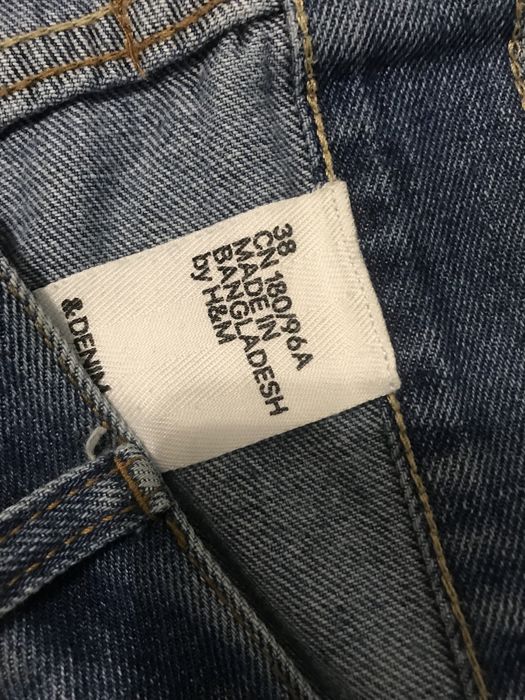 38
CN 180/96A
MADE IN
BANGLADESH
by H&M
&DENIM